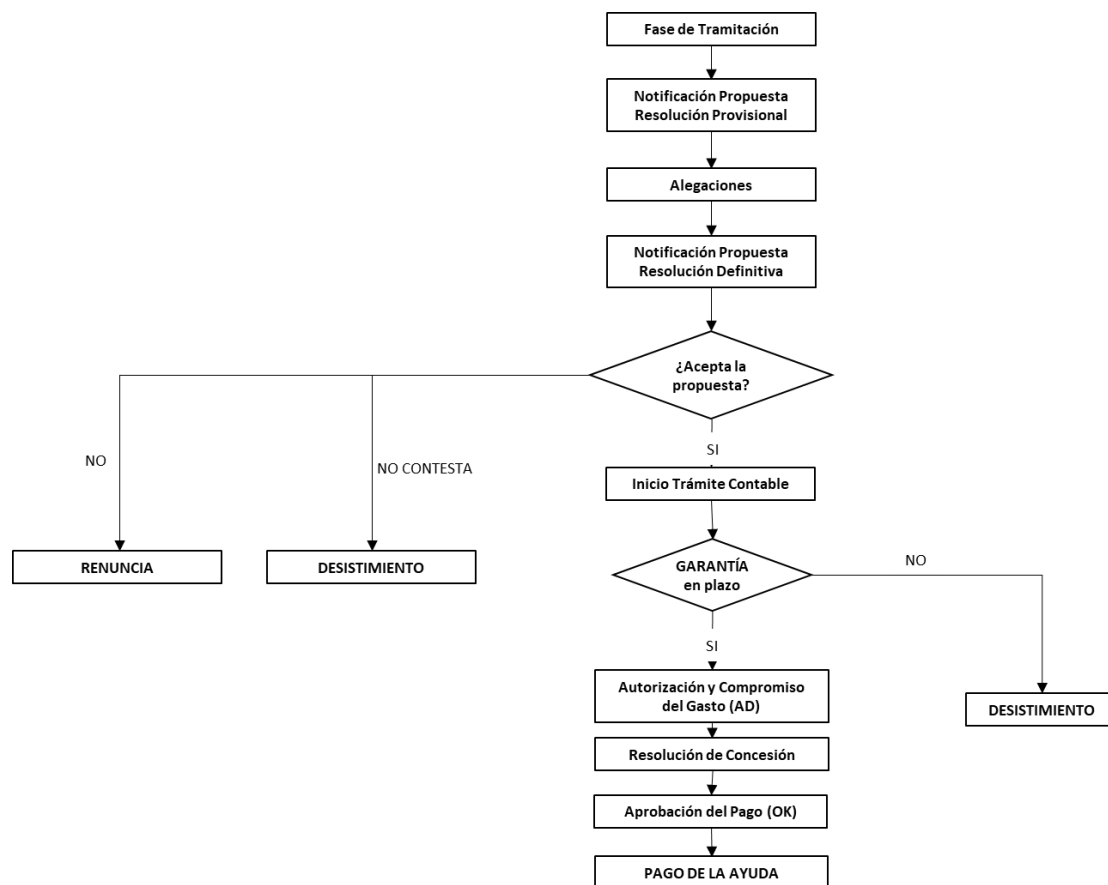 Fase de Tramitación
Notificación Propuesta
Resolución Provisional
Alegaciones
Notificación Propuesta
Resolución Definitiva
¿Acepta la
propuesta?
NO
NO CONTESTA
SI
RENUNCIA
DESISTIMIENTO
Inicio Trámite Contable
GARANTÍA
en plazo
NO
SI
Autorización y Compromiso
del Gasto (AD)
DESISTIMIENTO
Resolución de Concesión
Aprobación del Pago (OK)
PAGO DE LA AYUDA